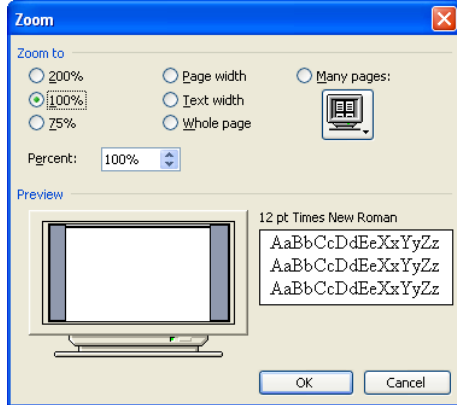 Zoom
Zoom to
200% Page width Many pages:
100% Text width
75% Whole page
Percent: 100%
Preview
12 pt Times New Roman
AaBbCcDdEeXxYyZz
AaBbCcDdEeXxYyZz
AaBbCcDdEeXxYyZz
OK Cancel